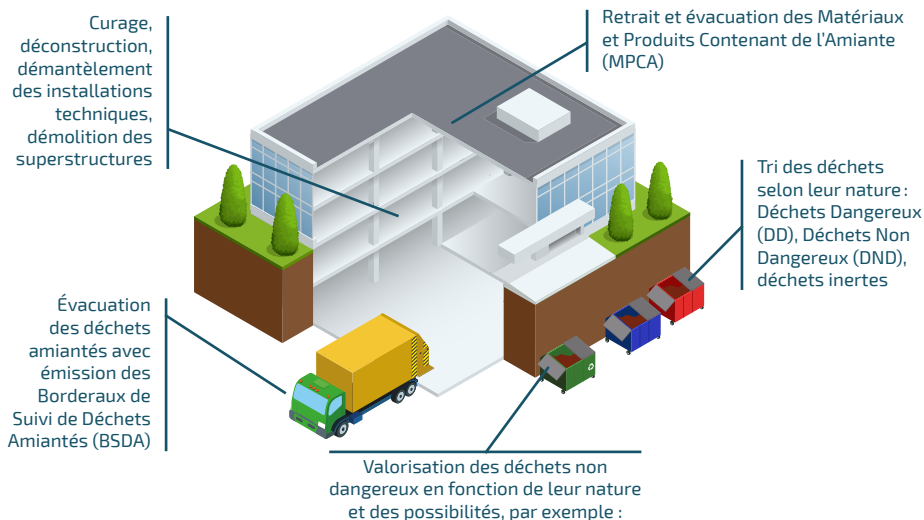 Curage,
déconstruction,
démantèlement
des installations
techniques,
démolition des
superstructures
Retrait et évacuation des Matériaux
et Produits Contenant de l'Amiante
(MPCA)
Tri des déchets
selon leur nature :
Déchets Dangereux
(DD), Déchets Non
Dangereux (DND),
déchets inertes
Évacuation
des déchets
amiantés avec
émission des
Borderaux de
Suivi de Déchets
Amiantés (BSDA)
Valorisation des déchets non
dangereux en fonction de leur nature
et des possibilités, par exemple :